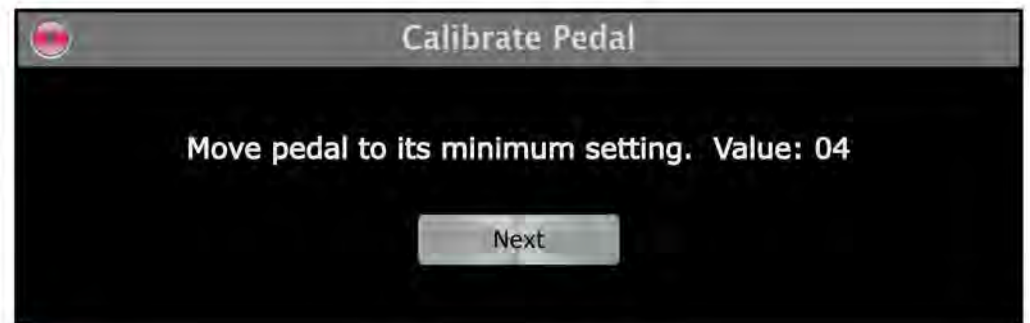 Calibrate Pedal
Move pedal to its minimum setting.  Value: 04
Next